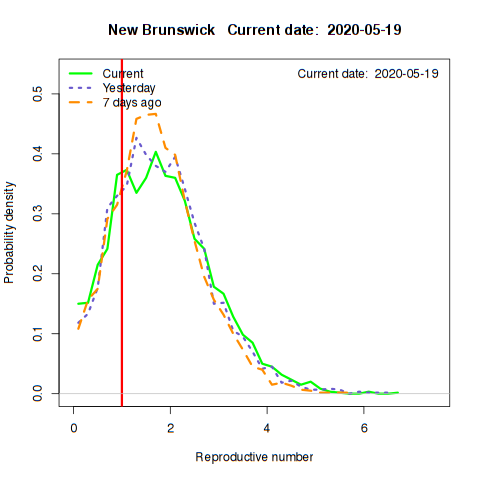 New Brunswick   Current date:  2020-05-19
Current
Yesterday
7 days ago
Current date:  2020-05-19
Probability density
0.5
0.4
0.3
0.2
0.1
0.0
0 2 4 6
Reproductive number